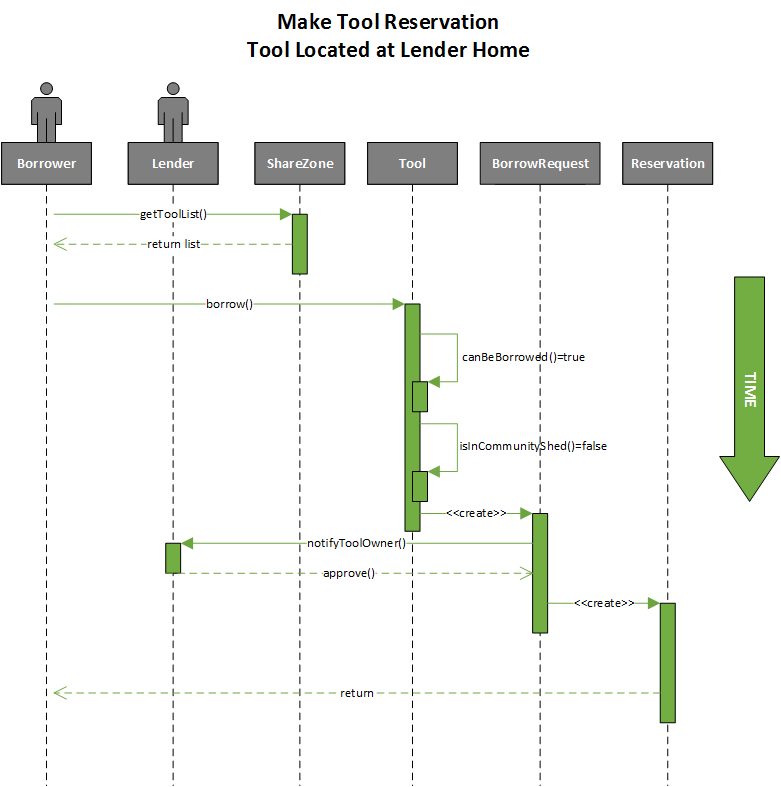 Make Tool Reservation
Tool Located at Lender Home
Borrower
Lender
ShareZone
Tool
BorrowRequest
Reservation
getToolList()
return list
borrow()
canBeBorrowed()=true
TIME
isInCommunityShed()=false
<<create>>
notifyToolOwner()
approve()
<<create>>
return